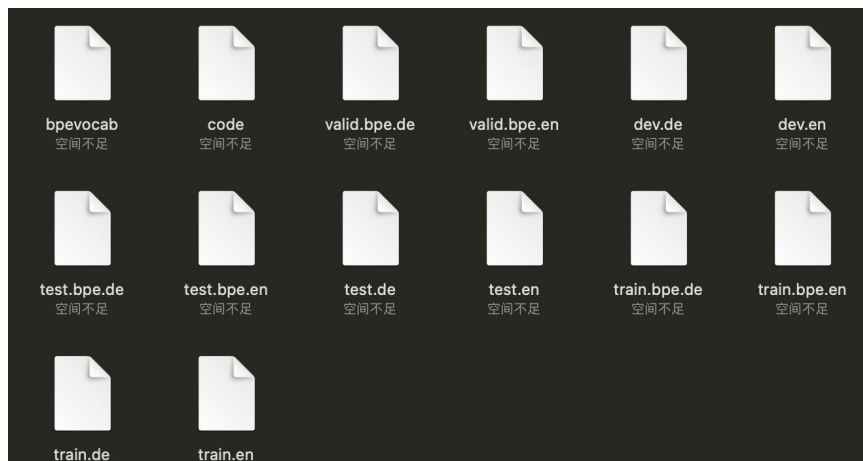 bpevocab code valid.bpe.de valid.bpe.en dev.de dev.en
空间不足 空间不足 空间不足 空间不足 空间不足 空间不足
test.bpe.de test.bpe.en test.de test.en train.bpe.de train.bpe.en
空间不足 空间不足 空间不足 空间不足 空间不足 空间不足
train.de train.en